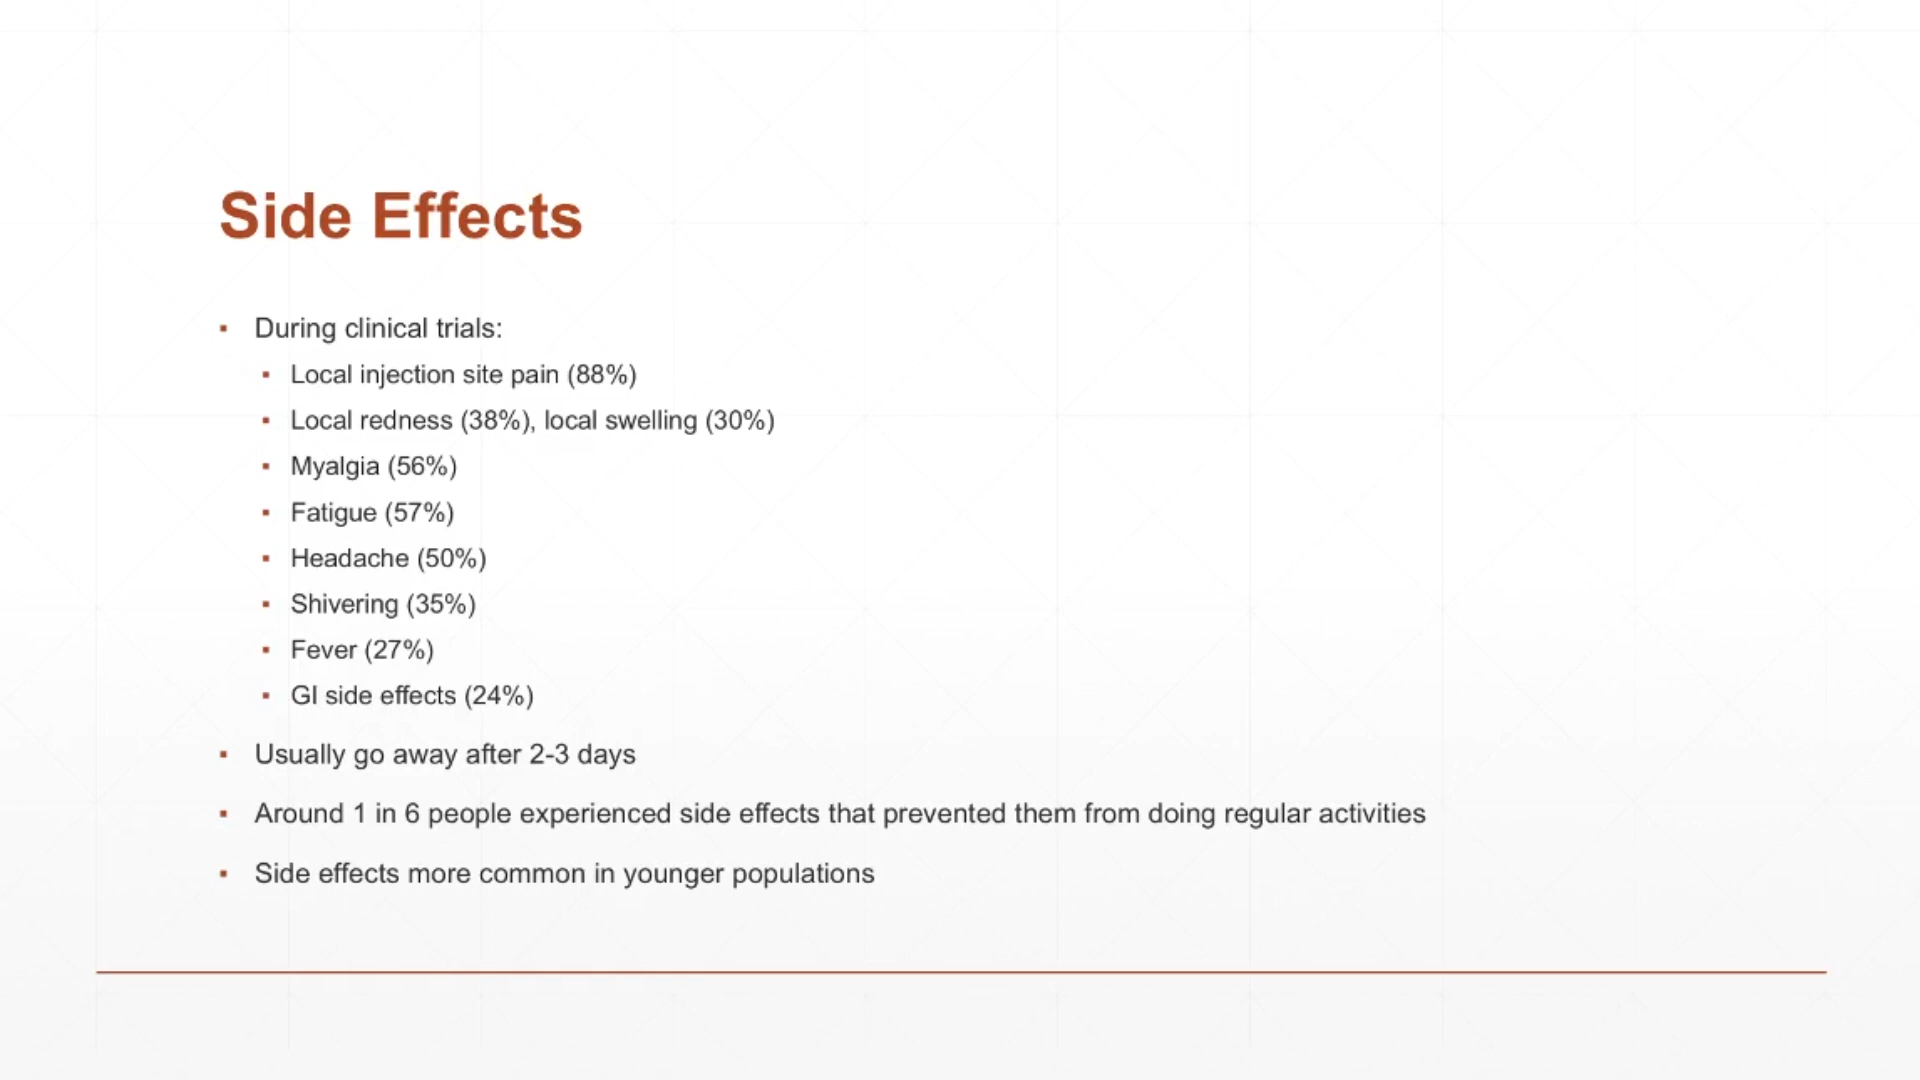 Side Effects
▪ During clinical trials:
▪ Local injection site pain (88%)
▪ Local redness (38%), local swelling (30%)
▪ Myalgia (56%)
▪ Fatigue (57%)
▪ Headache (50%)
▪ Shivering (35%)
▪ Fever (27%)
▪ GI side effects (24%)
▪ Usually go away after 2-3 days
▪ Around 1 in 6 people experienced side effects that prevented them from doing regular activities
▪ Side effects more common in younger populations